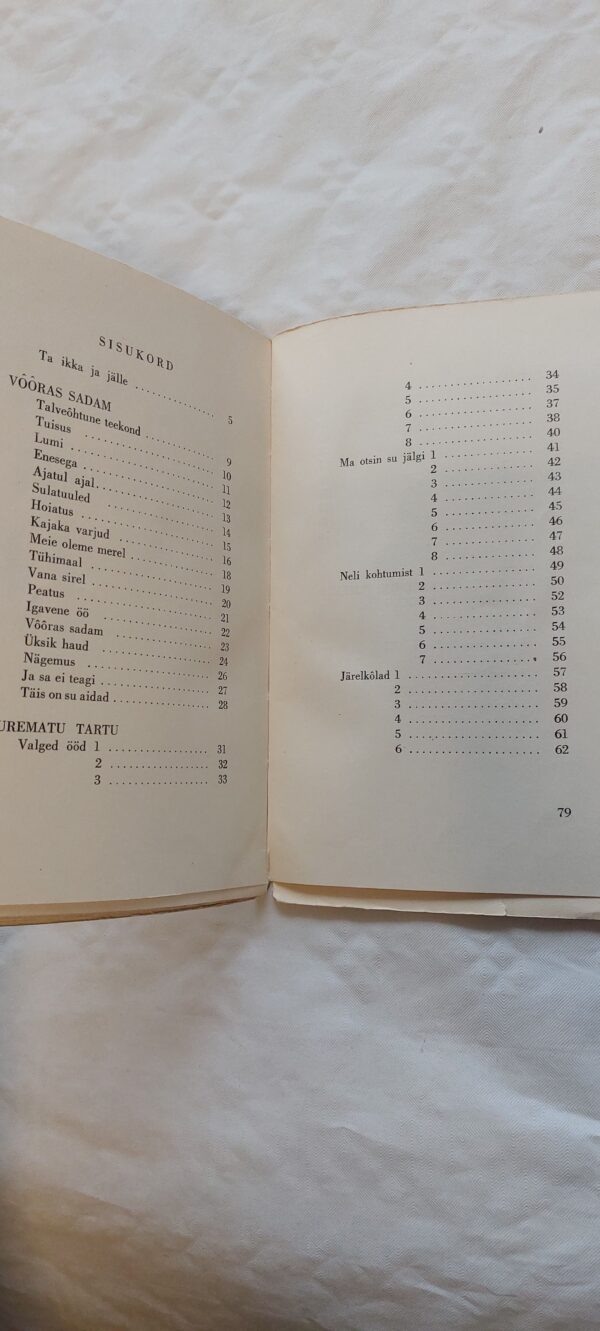 SISUKORD
Ta ikka ja jälle . . . . . . . . . . . . . 5
VÕÕRAS SADAM
Talveõhtune teekond . . . . . . . . . . 9
Tuisus . . . . . . . . . . . . . . . . . 10
Lumi . . . . . . . . . . . . . . . . . . 11
Enesega . . . . . . . . . . . . . . . . 12
Ajatul ajal . . . . . . . . . . . . . . . 13
Sulatuuled . . . . . . . . . . . . . . . 14
Hoiatus . . . . . . . . . . . . . . . . 15
Kajaka varjud . . . . . . . . . . . . . 16
Meie oleme merel . . . . . . . . . . . 18
Tühimaal . . . . . . . . . . . . . . . 19
Vana sirel . . . . . . . . . . . . . . . 20
Peatus . . . . . . . . . . . . . . . . . 21
Igavene öö . . . . . . . . . . . . . . 22
Võõras sadam . . . . . . . . . . . . . 23
Üksik haud . . . . . . . . . . . . . . 24
Nägemus . . . . . . . . . . . . . . . 26
Ja sa ei teagi . . . . . . . . . . . . . 27
Täis on su aidad . . . . . . . . . . . 28
UREMATU TARTU
Valged ööd 1 . . . . . . . . . . . . . 31
2 . . . . . . . . . . . . . 32
3 . . . . . . . . . . . . . 33
4 . . . . . . . . . . . . . 34
5 . . . . . . . . . . . . . 35
6 . . . . . . . . . . . . . 37
7 . . . . . . . . . . . . . 38
8 . . . . . . . . . . . . . 40
Ma otsin su jälgi 1 . . . . . . . . . . 41
2 . . . . . . . . . . . . . 42
3 . . . . . . . . . . . . . 43
4 . . . . . . . . . . . . . 44
5 . . . . . . . . . . . . . 45
6 . . . . . . . . . . . . . 46
7 . . . . . . . . . . . . . 47
8 . . . . . . . . . . . . . 48
Neli kohtumist 1 . . . . . . . . . . . 49
2 . . . . . . . . . . . . . 50
3 . . . . . . . . . . . . . 52
4 . . . . . . . . . . . . . 53
5 . . . . . . . . . . . . . 54
6 . . . . . . . . . . . . . 55
7 . . . . . . . . . . . . . 56
Järelkõlad 1 . . . . . . . . . . . . . . 57
2 . . . . . . . . . . . . . 58
3 . . . . . . . . . . . . . 59
4 . . . . . . . . . . . . . 60
5 . . . . . . . . . . . . . 61
6 . . . . . . . . . . . . . 62
79